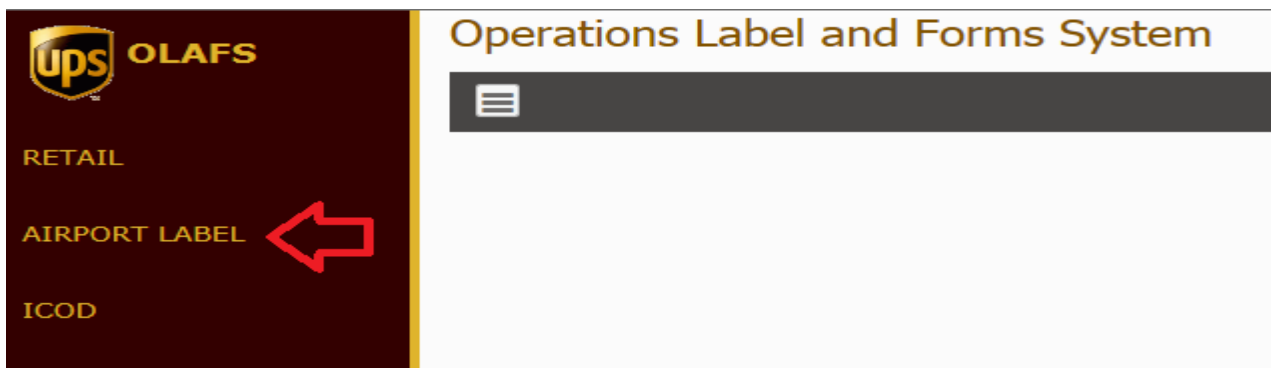 ups OLAFS
Operations Label and Forms System
RETAIL
AIRPORT LABEL
ICOD